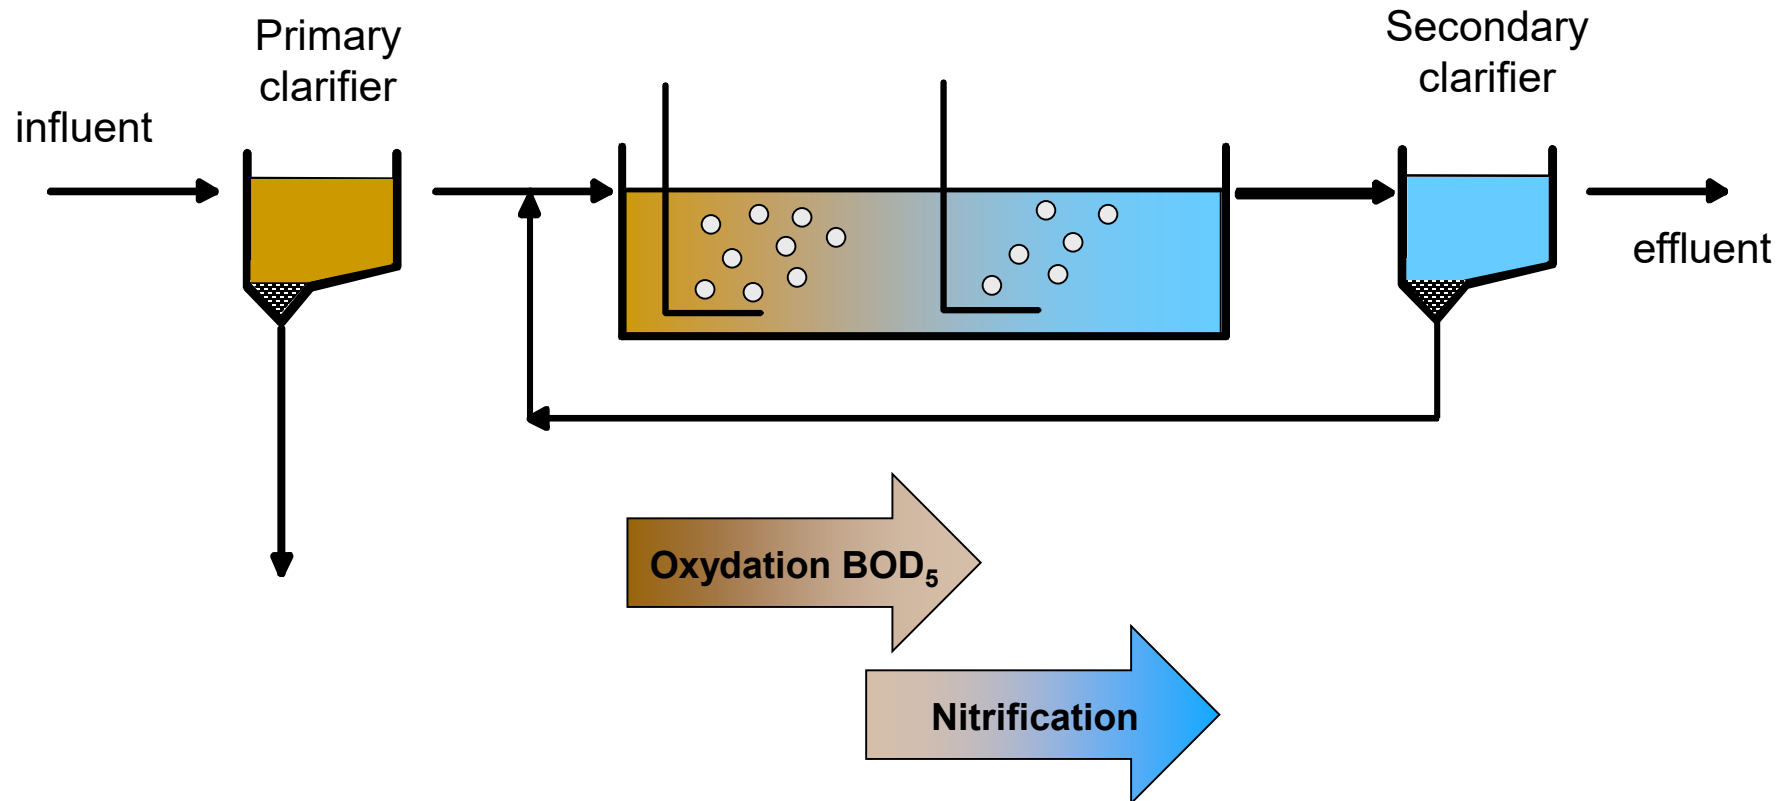 Primary
clarifier
influent
Secondary
clarifier
effluent
Oxydation BOD₅
Nitrification